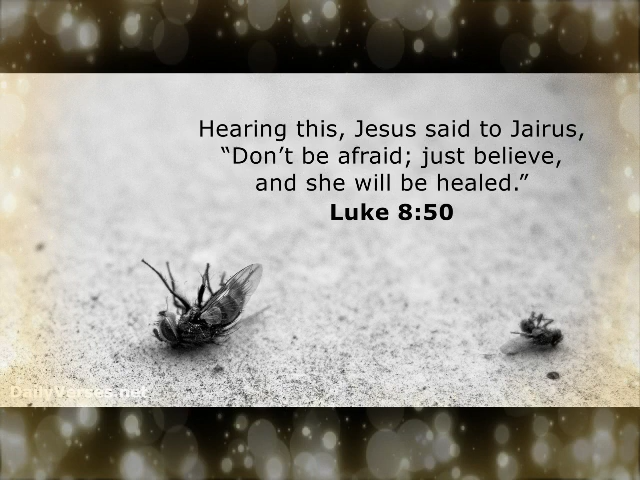 Hearing this, Jesus said to Jairus,
“Don’t be afraid; just believe,
and she will be healed.”
Luke 8:50
DailyVerses.net